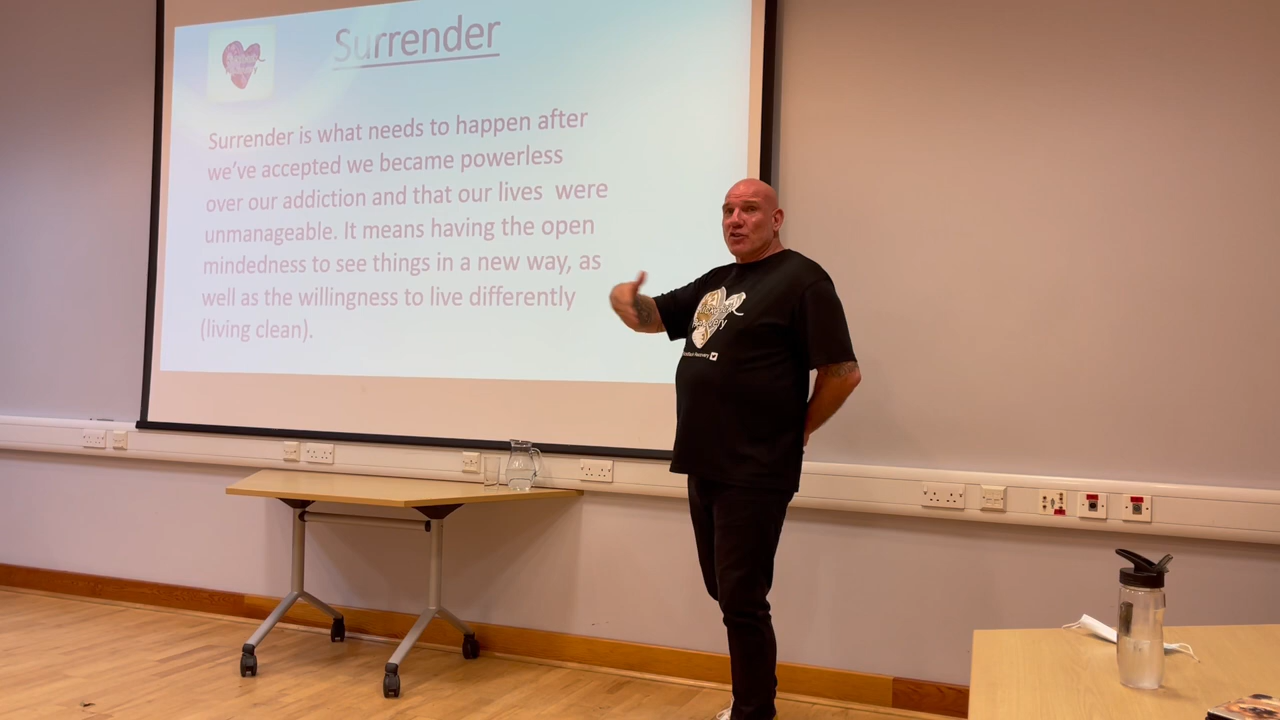 Surrender
Surrender is what needs to happen after
we've accepted we became powerless
over our addiction and that our lives were
unmanageable. It means having the open
mindedness to see things in a new way, as
well as the willingness to live differently
(living clean).
Recovery